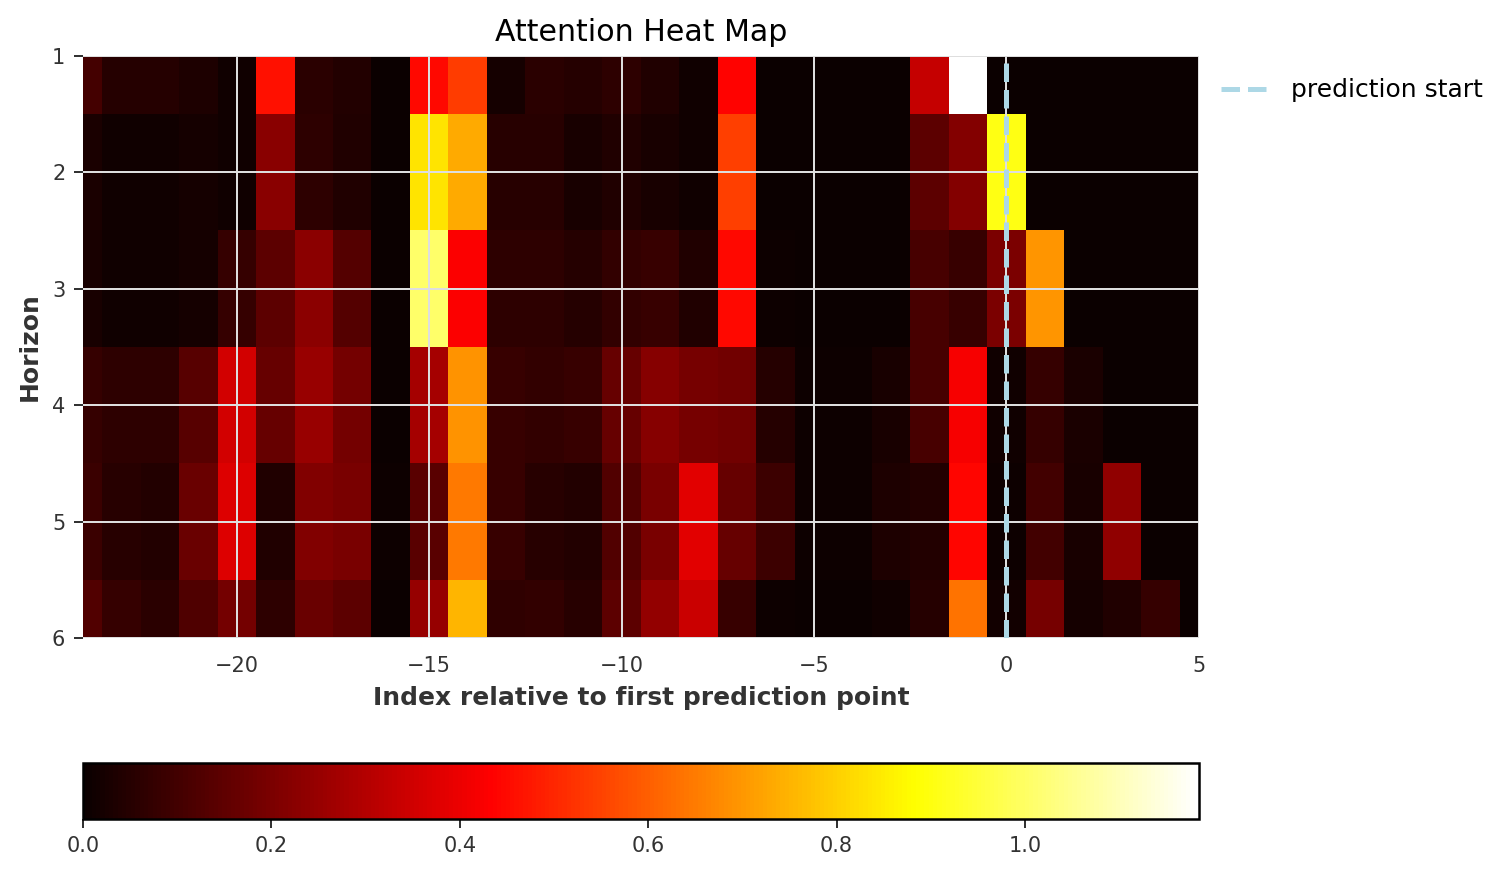 Attention Heat Map
prediction start
Horizon
1
2
3
4
5
6
−20 −15 −10 −5 0 5
Index relative to first prediction point
0.0 0.2 0.4 0.6 0.8 1.0